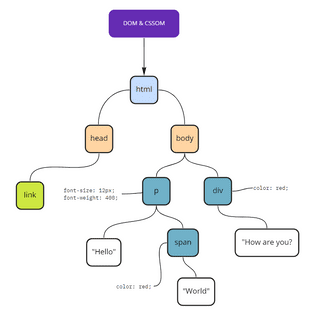 DOM & CSSOM
html
head
body
link
font-size: 12px;
font-weight: 400;
p
div
color: red;
"Hello"
span
"How are you?
color: red;
"World"